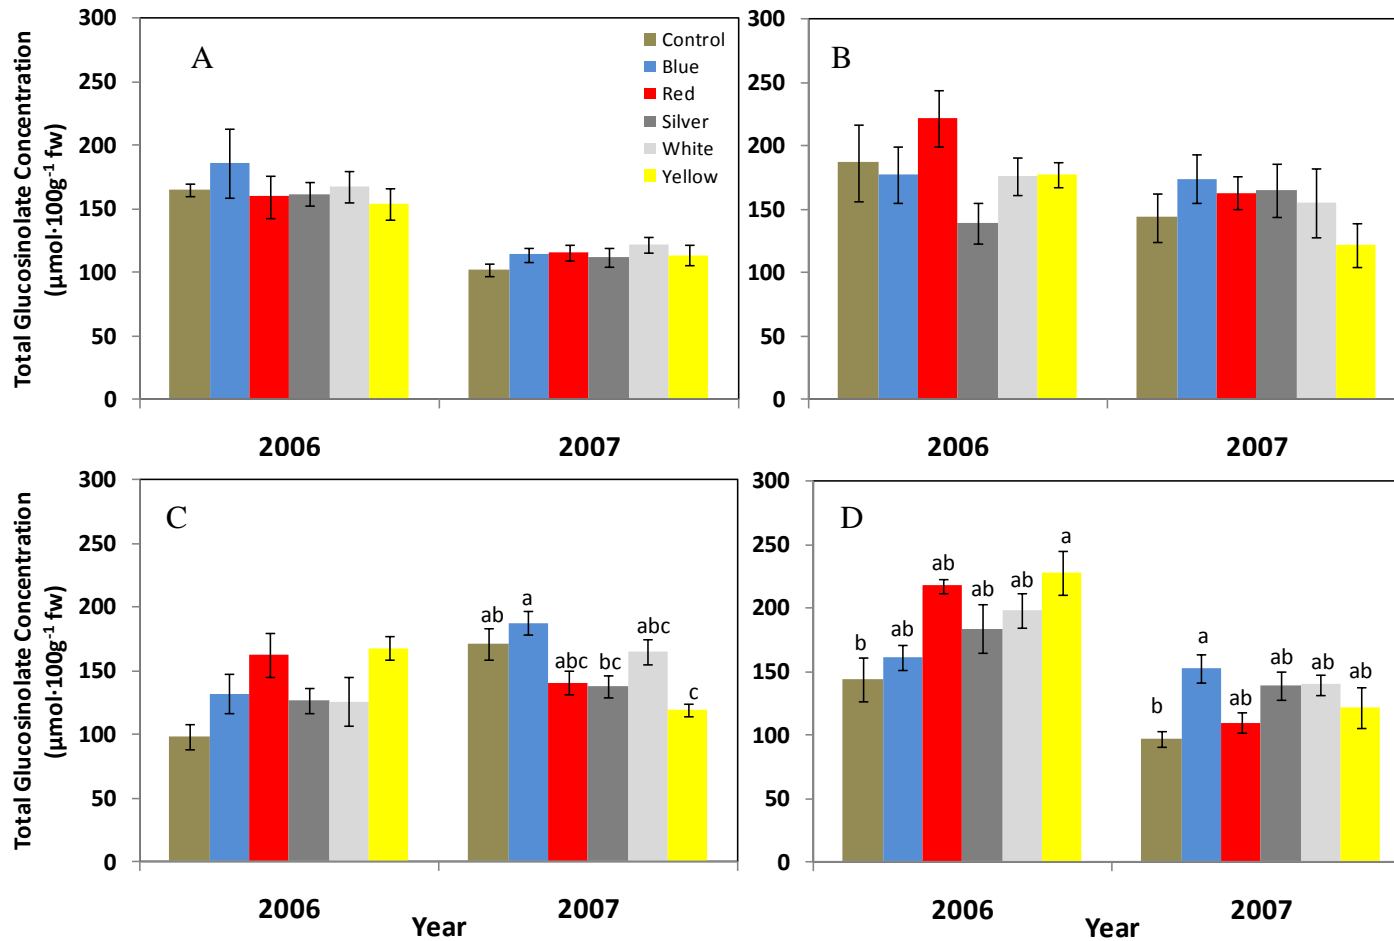 Total Glucosinolate Concentration
(µmol·100g⁻¹ fw)
300
250
200
150
100
50
0
A
Control
Blue
Red
Silver
White
Yellow
2006
2007
300
250
200
150
100
50
0
B
2006
2007
Total Glucosinolate Concentration
(µmol·100g⁻¹ fw)
300
250
200
150
100
50
0
C
ab
a
abc
bc
abc
c
2006
2007
Year
300
250
200
150
100
50
0
D
b
ab
ab
ab
ab
a
b
a
ab
ab
ab
ab
2006
2007
Year